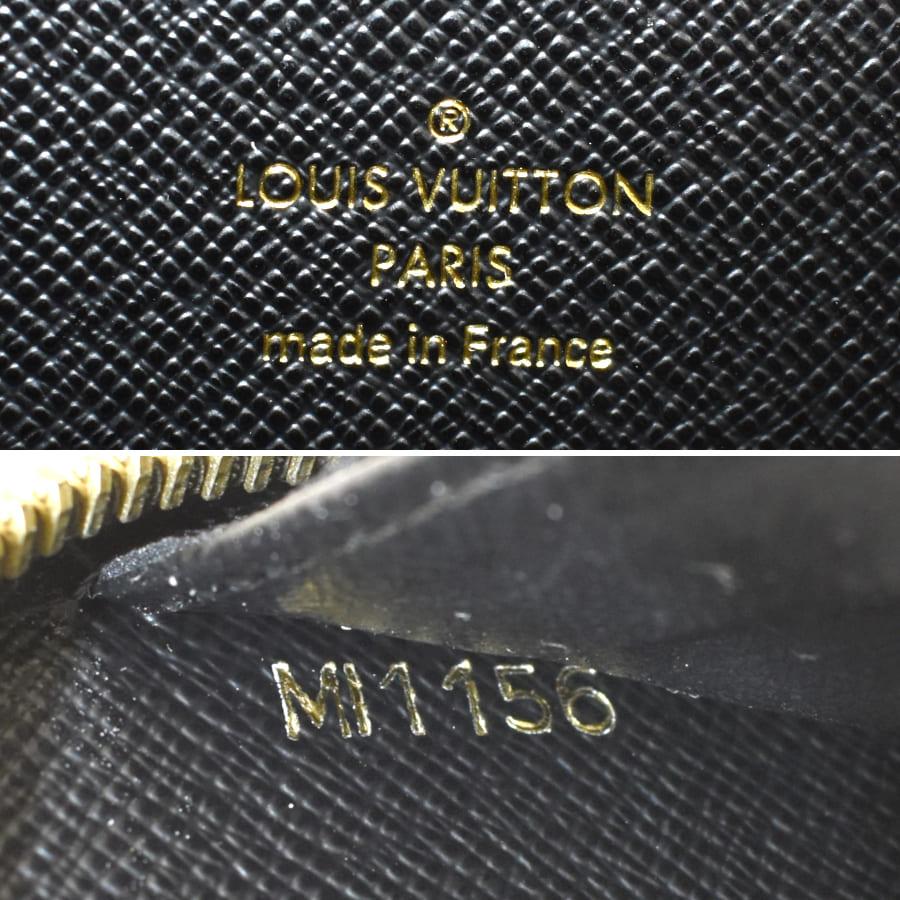 ®
LOUIS VUITTON
PARIS
made in France
MI1156